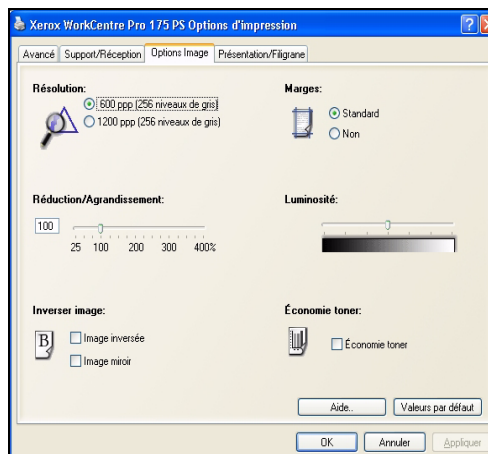 Xerox WorkCentre Pro 175 PS Options d'impression
Avancé Support/Réception Options Image Présentation/Filigrane
Résolution:
600 ppp (256 niveaux de gris)
1200 ppp (256 niveaux de gris)
Marges:
Standard
Non
Réduction/Agrandissement:
100
25 100 200 300 400%
Luminosité:
Inverser image:
B
Image inversée
Image miroir
Économie toner:
Économie toner
Aide.. Valeurs par défaut
OK Annuler Appliquer